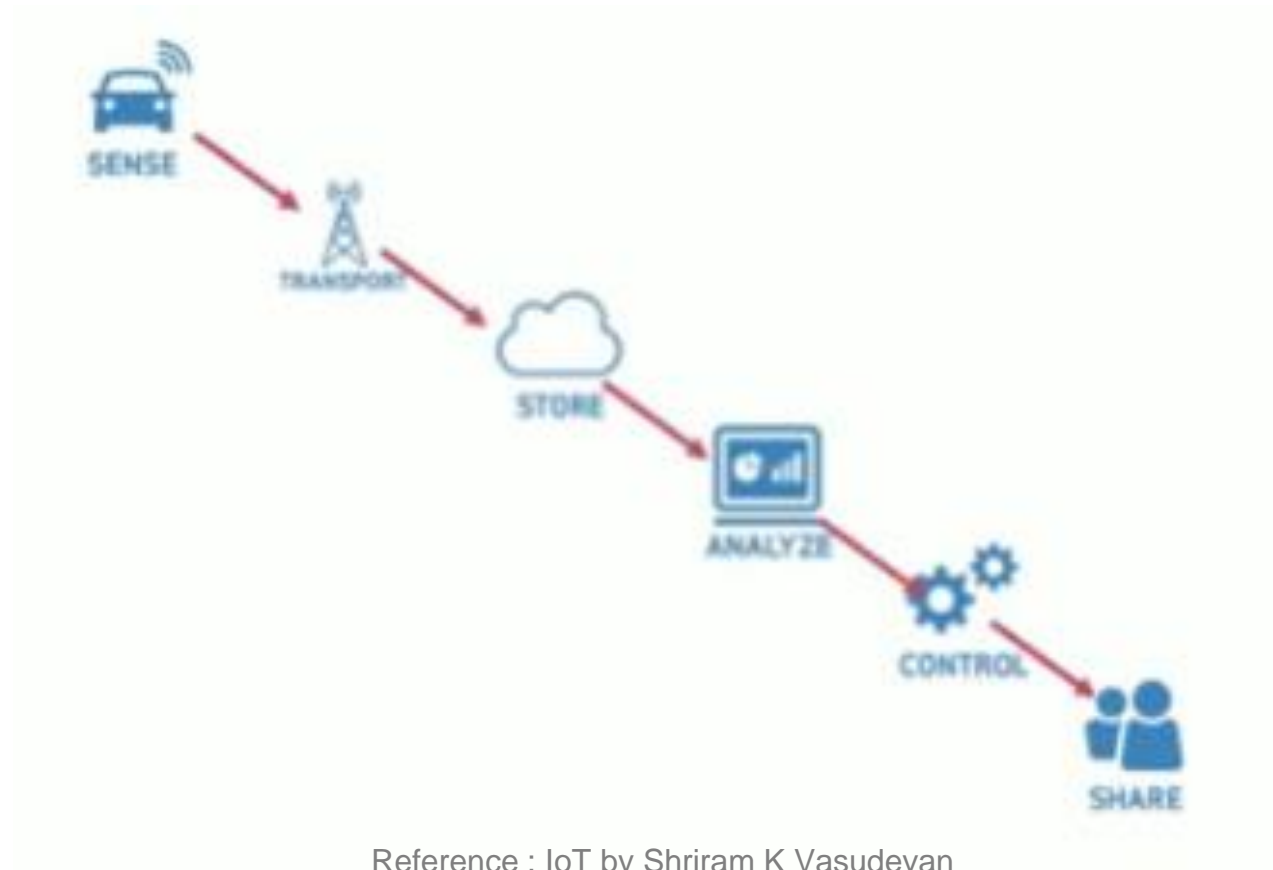 SENSE
TRANSPORT
STORE
ANALYZE
CONTROL
SHARE
Reference : IoT by Shriram K Vasudevan